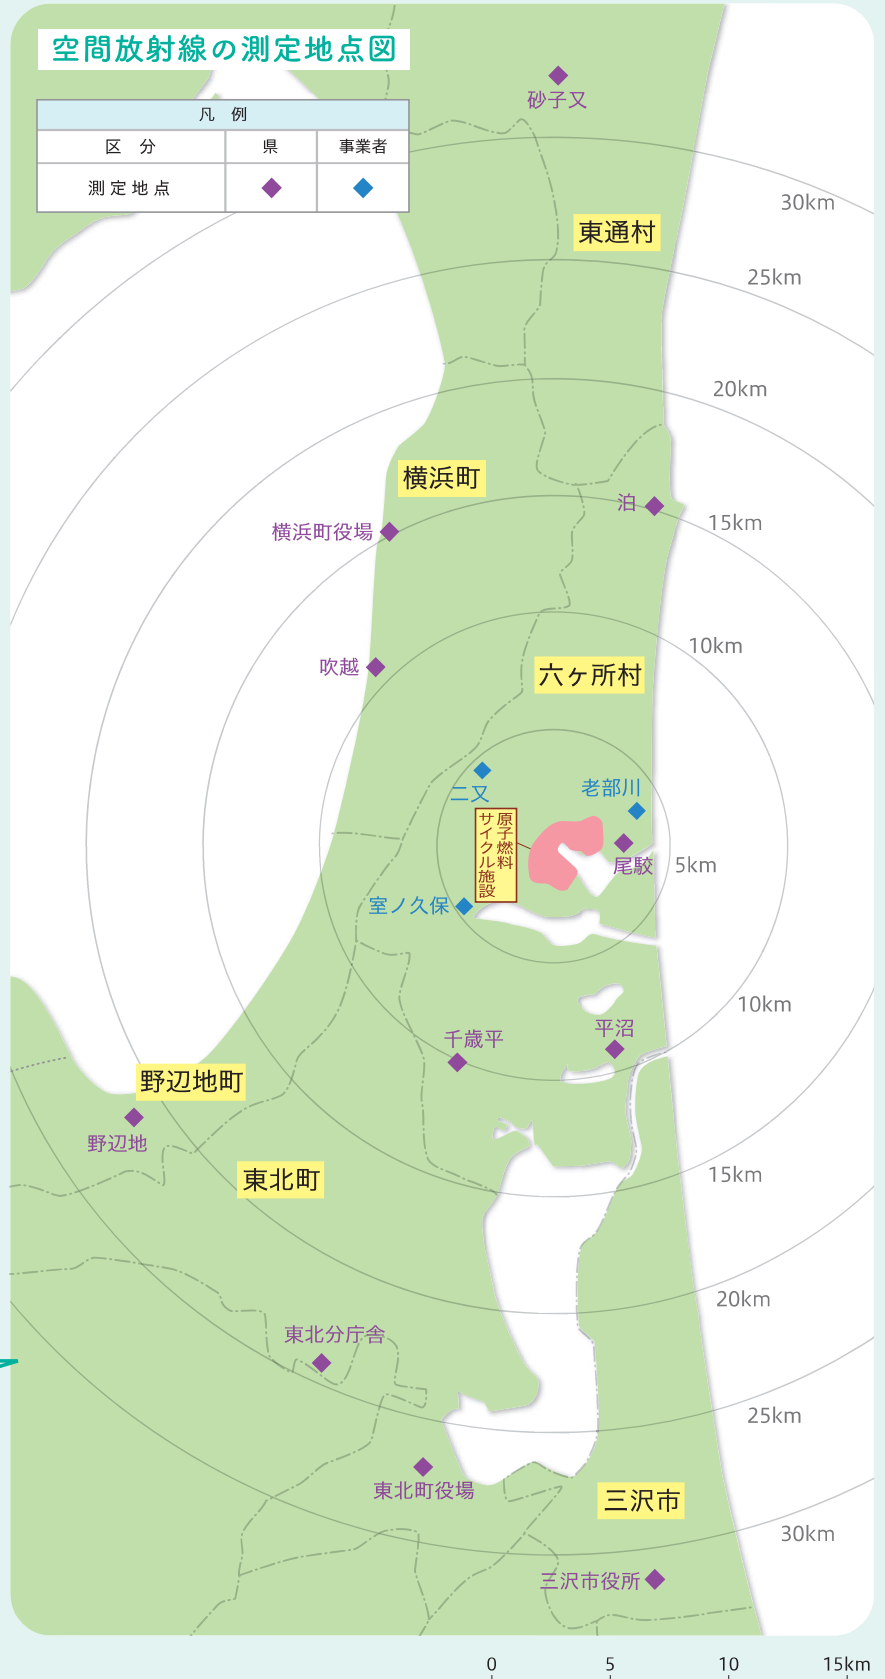 空間放射線の測定地点図
凡 例
区 分 県 事業者
測定地点
砂子又
30km
東通村
25km
20km
横浜町
泊
15km
横浜町役場
10km
吹越
六ヶ所村
二又
老部川
原子燃料
サイクル施設
尾駮
5km
室ノ久保
10km
千歳平
平沼
野辺地町
野辺地
15km
東北町
20km
東北分庁舎
25km
東北町役場
三沢市
30km
三沢市役所
0 5 10 15km